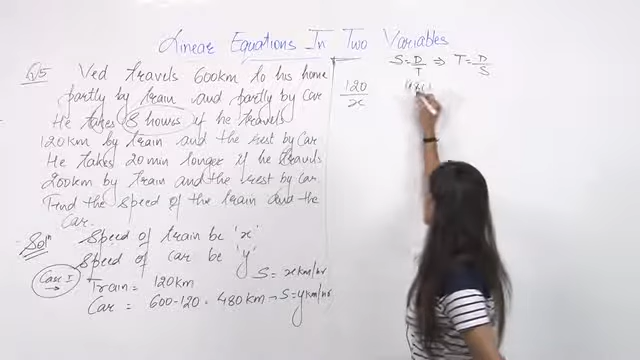 Linear Equations In Two Variables
Q5 Ved travels 600km to his home
partly by train and partly by car
He takes 8 hours if he travels
120km by train and the rest by car
He takes 20 min longer if he travels
200km by train and the rest by car
Find the speed of the train and the
car.
Solⁿ Speed of train be 'x'
Speed of car be 'y'
Case I Train = 120km S = x km/hr
Car = 600-120 = 480km → S = y km/hr
S = D/T ⇒ T = D/S
120/x